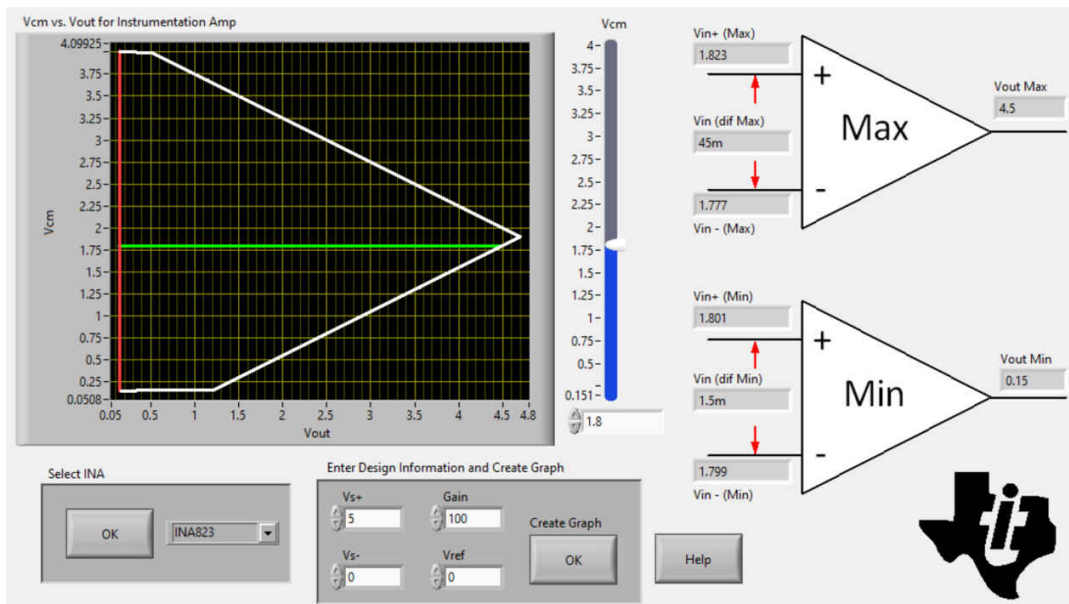 Vcm vs. Vout for Instrumentation Amp
4.09925-
3.75-
3.5-
3.25-
3-
2.75-
2.5-
2.25-
2-
1.75-
1.5-
1.25-
1-
0.75-
0.5-
0.25-
0.0508-
Vcm
0.05 0.5 1 1.5 2 2.5 3 3.5 4 4.5 4.8
Vout
Vcm
4-
3.75-
3.5-
3.25-
3-
2.75-
2.5-
2.25-
2-
1.75-
1.5-
1.25-
1-
0.75-
0.5-
0.151-
1.8
Vin+ (Max)
1.823
Vin (dif Max)
45m
1.777
Vin - (Max)
+
Max
-
Vout Max
4.5
Vin+ (Min)
1.801
Vin (dif Min)
1.5m
1.799
Vin - (Min)
+
Min
-
Vout Min
0.15
Select INA
OK
INA823
Enter Design Information and Create Graph
Vs+ Gain
5 100
Vs- Vref
0 0
Create Graph
OK
Help
ti